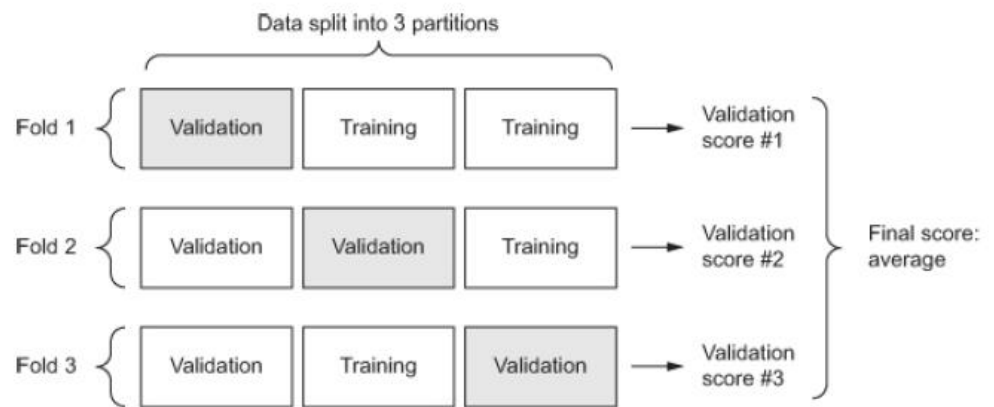 Data split into 3 partitions
Fold 1
Validation
Training
Training
Validation
score #1
Fold 2
Validation
Validation
Training
Validation
score #2
Final score:
average
Fold 3
Validation
Training
Validation
Validation
score #3